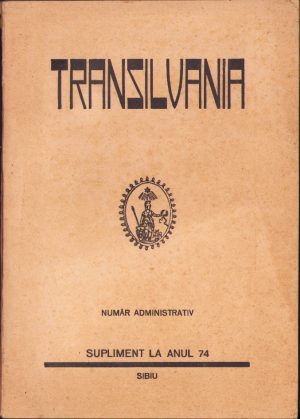 TRANSILVANIA
NUMĂR ADMINISTRATIV
SUPLIMENT LA ANUL 74
SIBIU